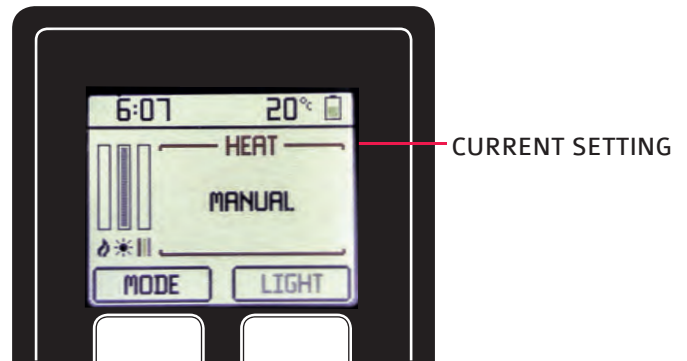 6:07 20°c
HEAT
CURRENT SETTING
MANUAL
MODE LIGHT